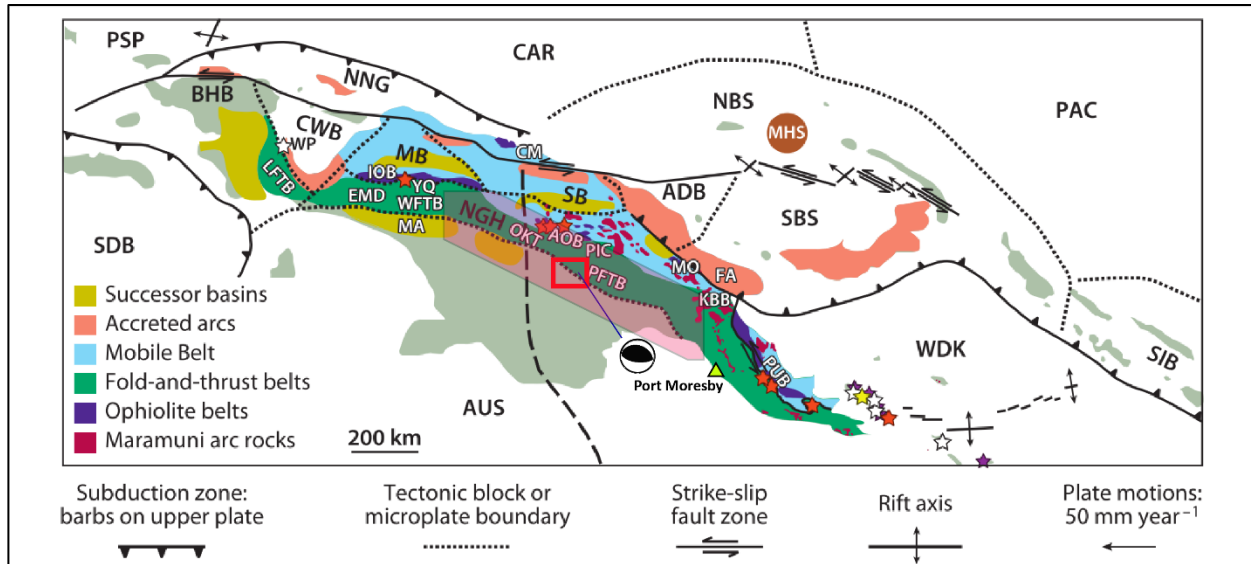 PSP
CAR
NNG
BHB
NBS
PAC
CWB
MHS
WP
CM
MB
LFTB
IOB
YQ
ADB
EMD
WFTB
SB
SBS
NGH
MA
OKT
AOB
PIC
SDB
MO
FA
PFTB
KBB
Successor basins
Accreted arcs
Mobile Belt
Fold-and-thrust belts
Ophiolite belts
Maramuni arc rocks
WDK
SIB
PUB
Port Moresby
AUS
200 km
Subduction zone:
barbs on upper plate
Tectonic block or
microplate boundary
Strike-slip
fault zone
Rift axis
Plate motions:
50 mm year⁻¹